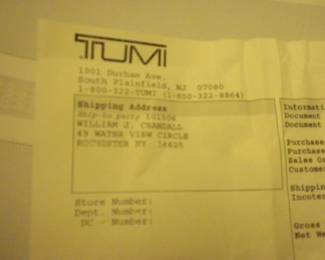 TUMI
1001 Durham Ave.
South Plainfield, NJ 07080
1-800-322-TUMI (1-800-322-8864)
Shipping Address
Ship-to party 101506
WILLIAM J. CRANDALL
49 WATER VIEW CIRCLE
ROCHESTER NY 14625
Store Number:
Dept. Number:
DC - Number:
Informati
Document
Document
Purchase
Purchase
Sales Or
Customer
Shippin
Incoter
Gross
Net We